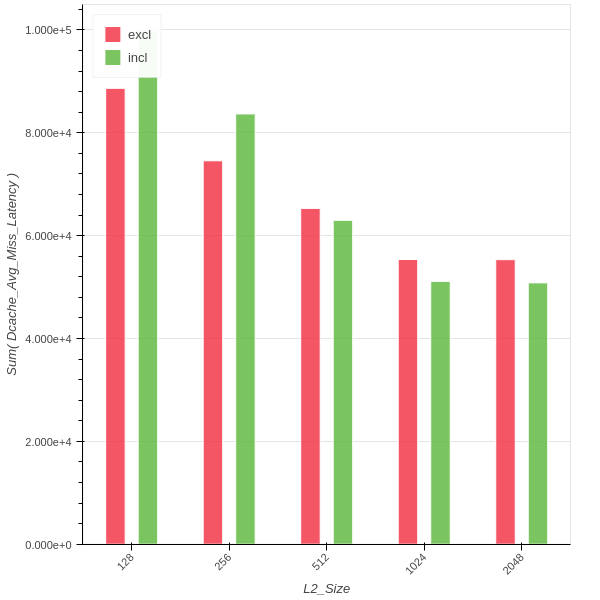 excl
incl
1.000e+5
8.000e+4
6.000e+4
4.000e+4
2.000e+4
0.000e+0
Sum( Dcache_Avg_Miss_Latency )
128
256
512
1024
2048
L2_Size